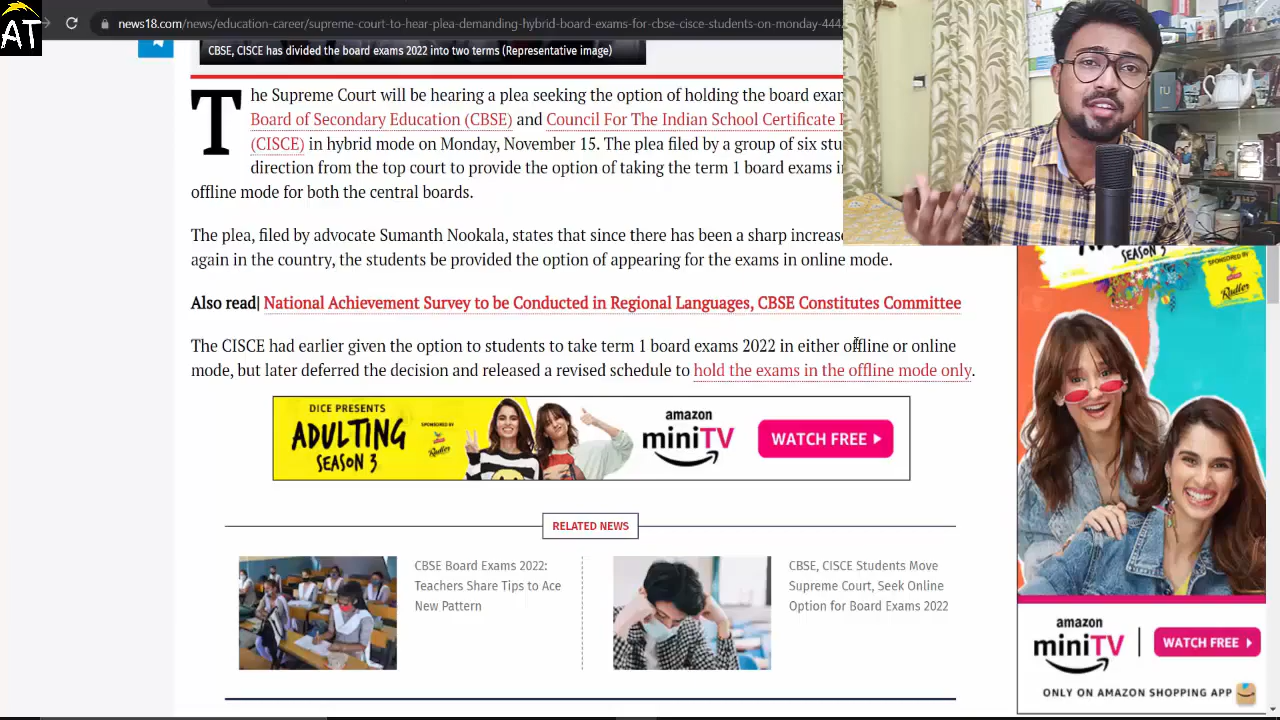 AT
news18.com/news/education-career/supreme-court-to-hear-plea-demanding-hybrid-board-exams-for-cbse-cisce-students-on-monday-444
CBSE, CISCE has divided the board exams 2022 into two terms (Representative image)
The Supreme Court will be hearing a plea seeking the option of holding the board exam
Board of Secondary Education (CBSE) and Council For The Indian School Certificate
(CISCE) in hybrid mode on Monday, November 15. The plea filed by a group of six stu
direction from the top court to provide the option of taking the term 1 board exams i
offline mode for both the central boards.
The plea, filed by advocate Sumanth Nookala, states that since there has been a sharp increase
again in the country, the students be provided the option of appearing for the exams in online mode.
Also read| National Achievement Survey to be Conducted in Regional Languages, CBSE Constitutes Committee
The CISCE had earlier given the option to students to take term 1 board exams 2022 in either offline or online
mode, but later deferred the decision and released a revised schedule to hold the exams in the offline mode only.
DICE PRESENTS
ADULTING
SEASON 3
SPONSORED BY
Radler
amazon
miniTV
WATCH FREE
RELATED NEWS
CBSE Board Exams 2022:
Teachers Share Tips to Ace
New Pattern
CBSE, CISCE Students Move
Supreme Court, Seek Online
Option for Board Exams 2022
SEASON 3
SPONSORED BY
Radler
amazon
miniTV
WATCH FREE
ONLY ON AMAZON SHOPPING APP